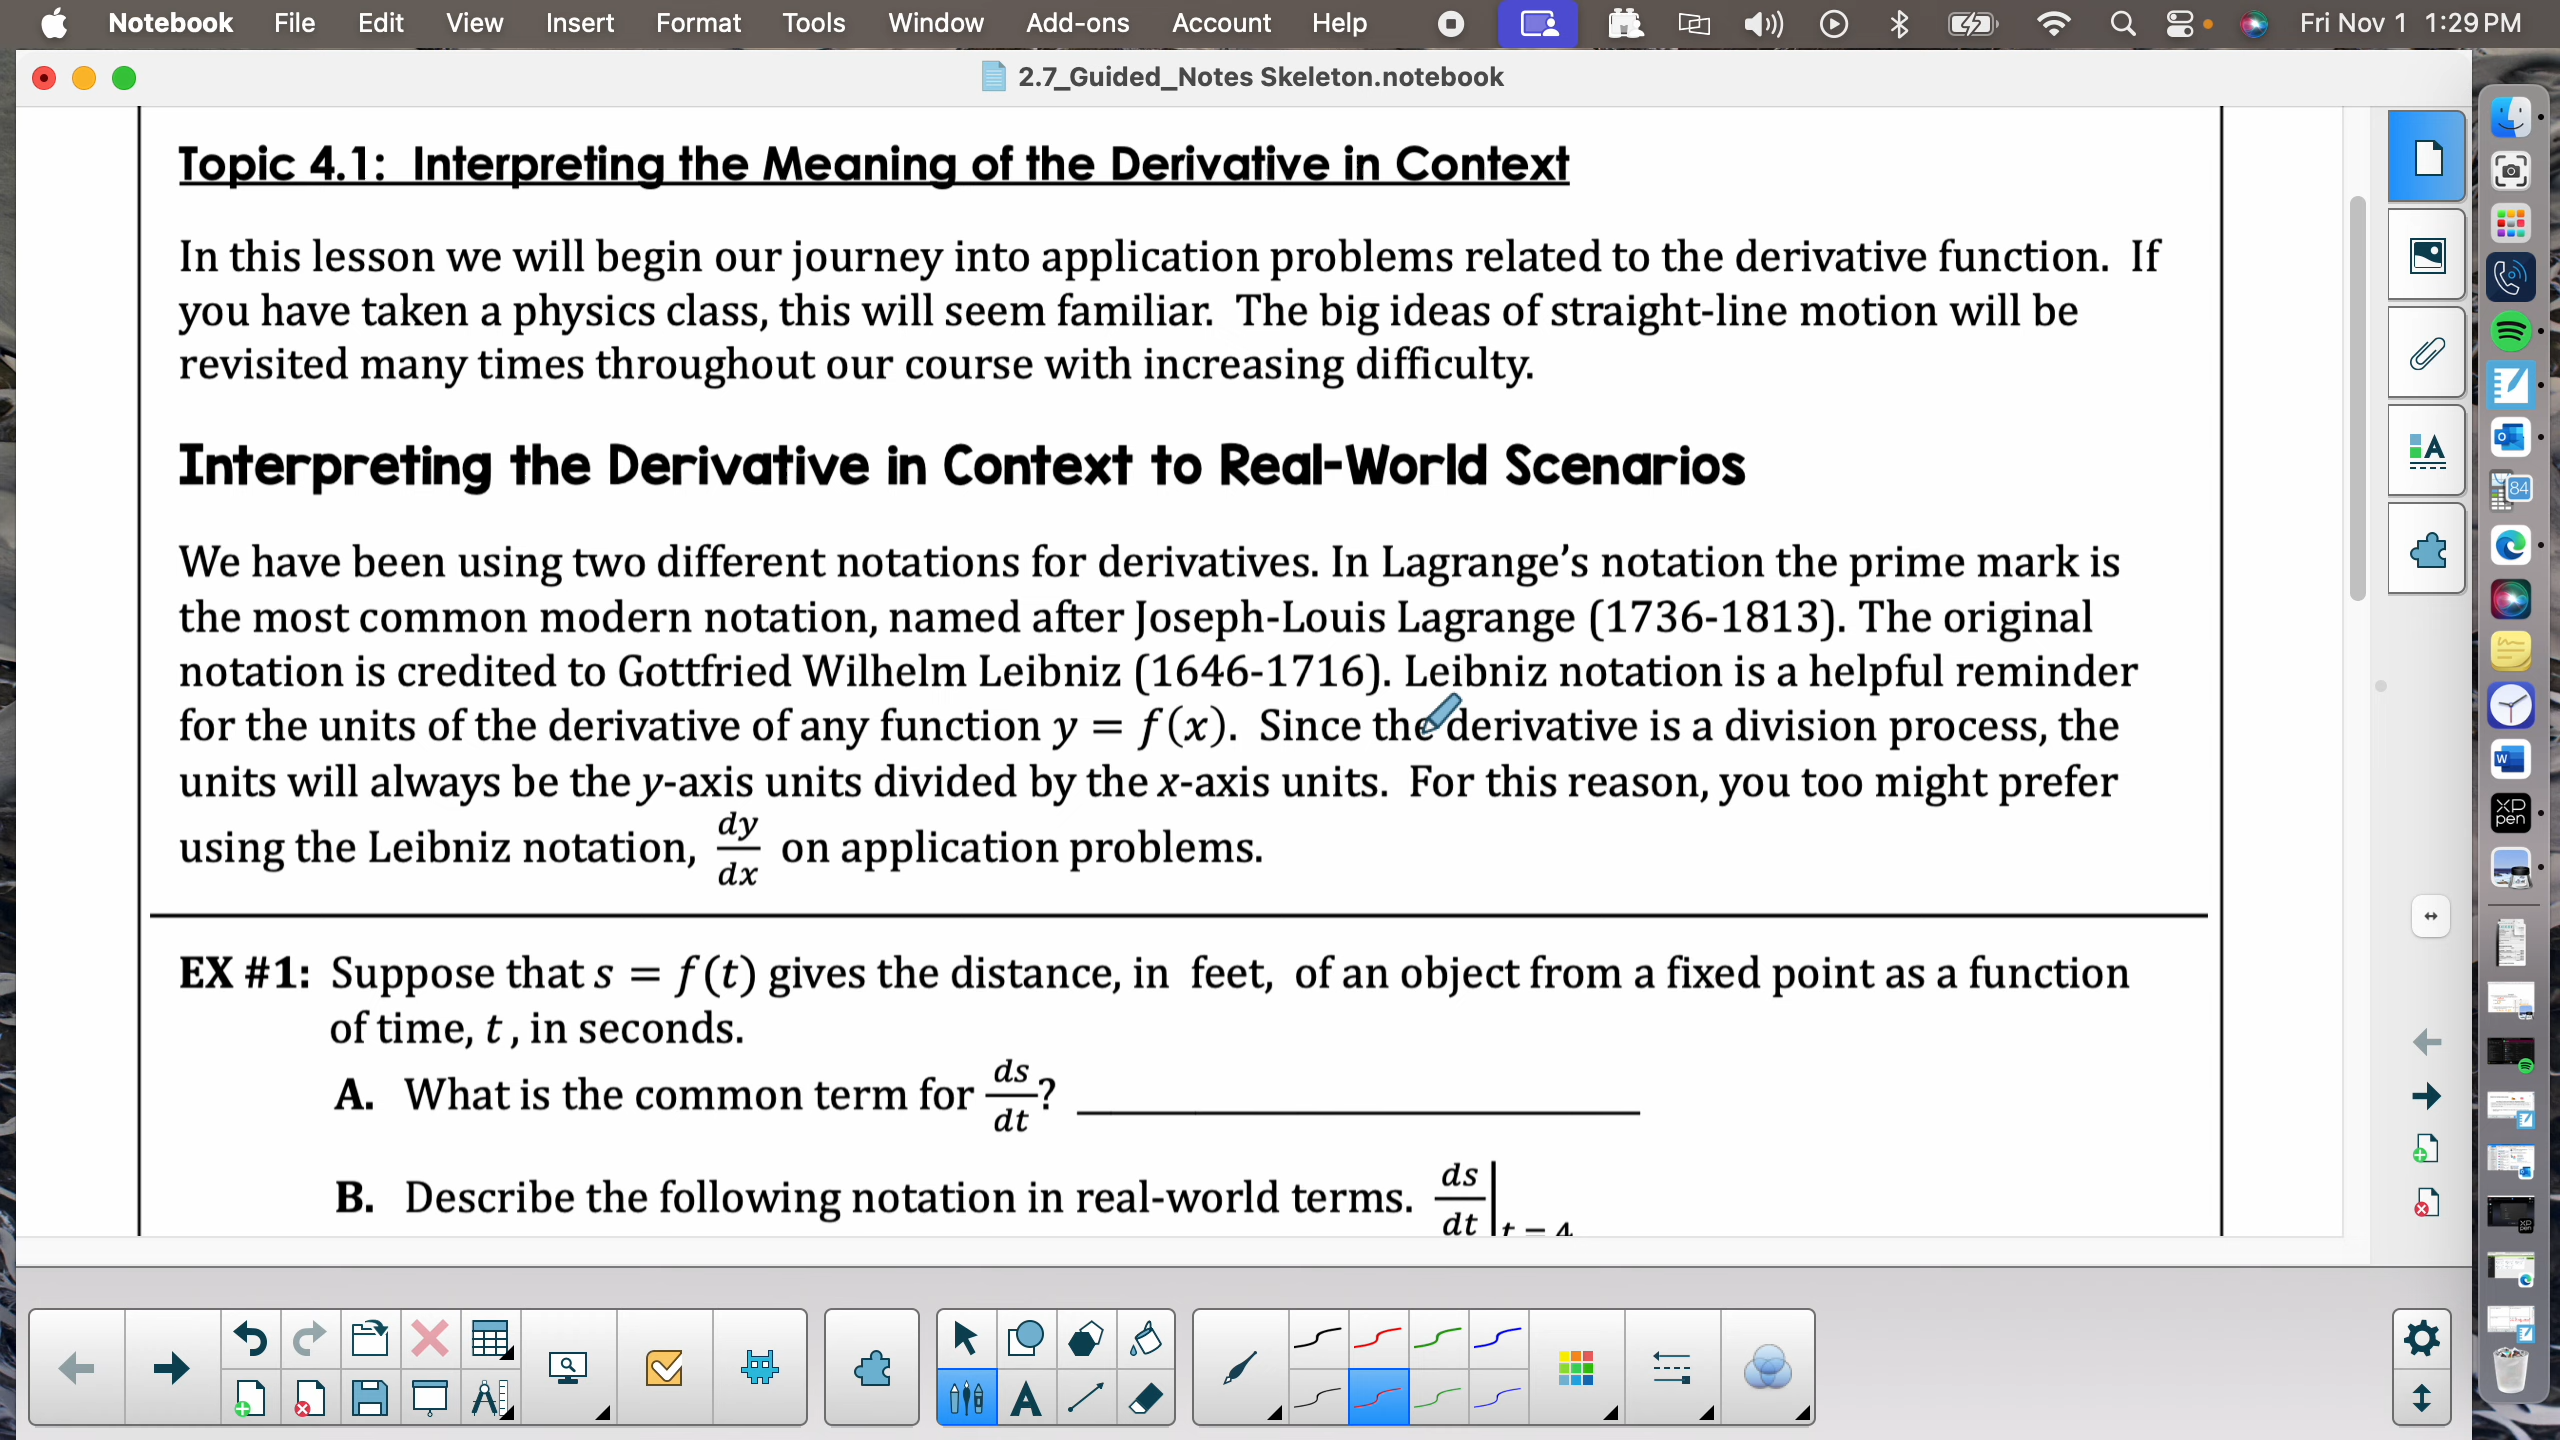 Notebook File Edit View Insert Format Tools Window Add-ons Account Help Fri Nov 1 1:29 PM
2.7_Guided_Notes Skeleton.notebook
Topic 4.1: Interpreting the Meaning of the Derivative in Context
In this lesson we will begin our journey into application problems related to the derivative function. If
you have taken a physics class, this will seem familiar. The big ideas of straight-line motion will be
revisited many times throughout our course with increasing difficulty.
Interpreting the Derivative in Context to Real-World Scenarios
We have been using two different notations for derivatives. In Lagrange's notation the prime mark is
the most common modern notation, named after Joseph-Louis Lagrange (1736-1813). The original
notation is credited to Gottfried Wilhelm Leibniz (1646-1716). Leibniz notation is a helpful reminder
for the units of the derivative of any function y = f(x). Since the derivative is a division process, the
units will always be the y-axis units divided by the x-axis units. For this reason, you too might prefer
using the Leibniz notation, dy/dx on application problems.
EX #1: Suppose that s = f(t) gives the distance, in feet, of an object from a fixed point as a function
of time, t, in seconds.
A. What is the common term for ds/dt? ____________________
B. Describe the following notation in real-world terms. ds/dt|t = 4
84
XP
pen